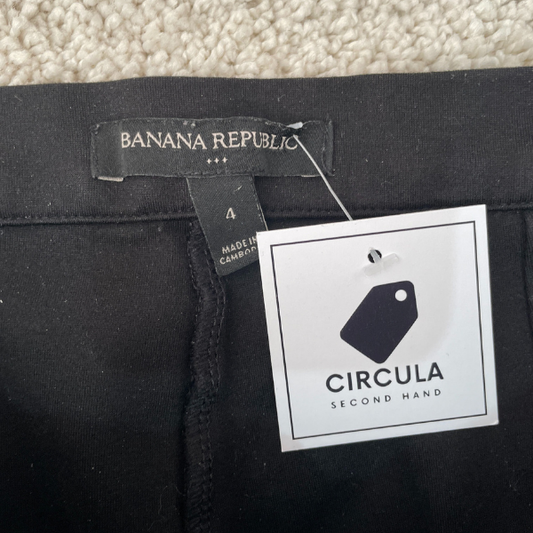 BANANA REPUBLIC
4
MADE IN
CIRCULA
SECOND HAND